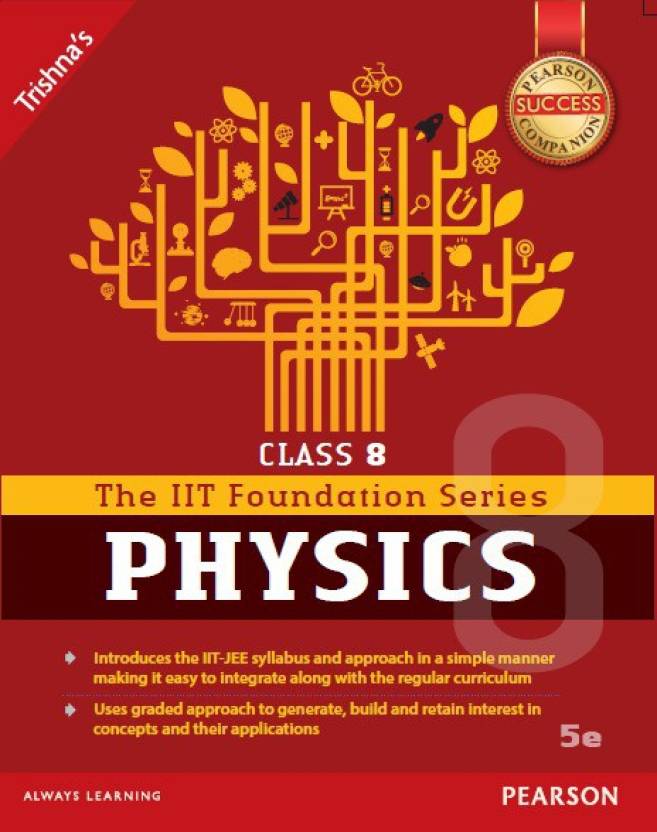 Trishna's
PEARSON
SUCCESS
COMPANION
CLASS 8
The IIT Foundation Series
PHYSICS
8
Introduces the IIT-JEE syllabus and approach in a simple manner
making it easy to integrate along with the regular curriculum
Uses graded approach to generate, build and retain interest in
concepts and their applications
5e
ALWAYS LEARNING
PEARSON